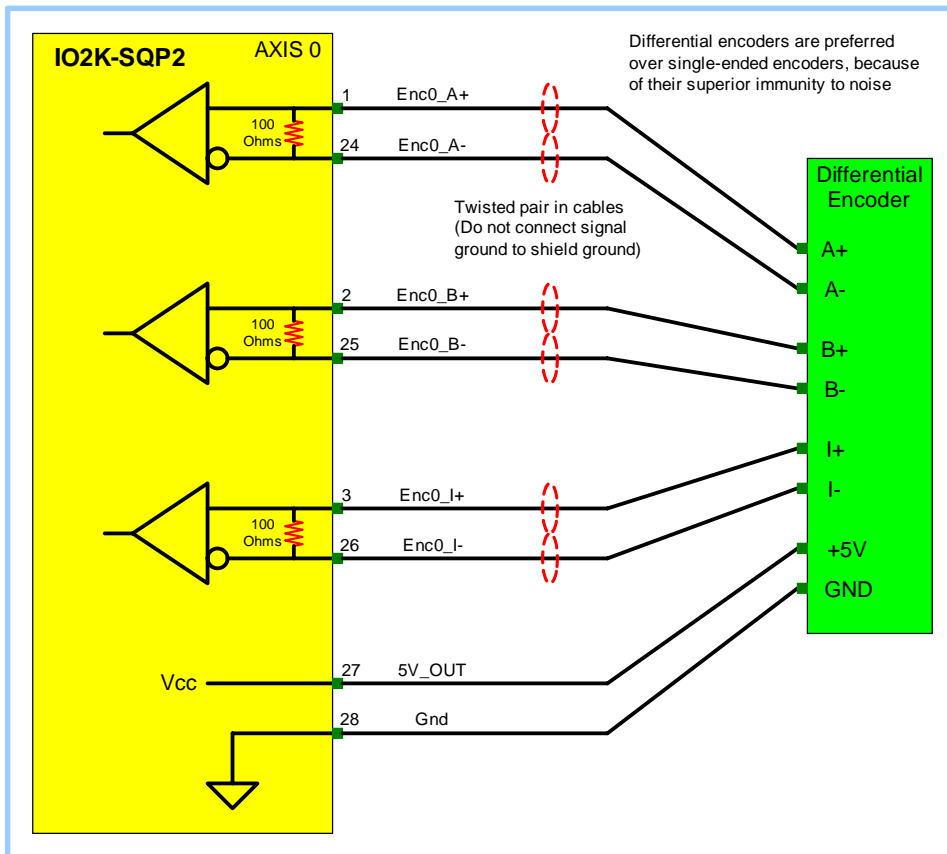 IO2K-SQP2
AXIS 0
Differential encoders are preferred
over single-ended encoders, because
of their superior immunity to noise
1
Enc0_A+
100
Ohms
24
Enc0_A-
Twisted pair in cables
(Do not connect signal
ground to shield ground)
Differential
Encoder
A+
A-
B+
B-
I+
I-
+5V
GND
2
Enc0_B+
100
Ohms
25
Enc0_B-
3
Enc0_I+
100
Ohms
26
Enc0_I-
Vcc
27
5V_OUT
28
Gnd